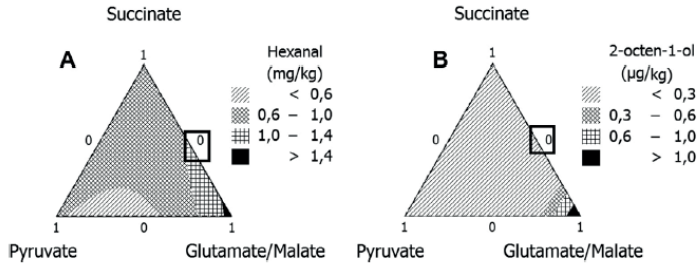 Succinate
A
1
Hexanal
(mg/kg)
< 0,6
0,6 – 1,0
1,0 – 1,4
> 1,4
0
0
1
0
1
Pyruvate
Glutamate/Malate
Succinate
B
1
2-octen-1-ol
(µg/kg)
< 0,3
0,3 – 0,6
0,6 – 1,0
> 1,0
0
0
1
0
1
Pyruvate
Glutamate/Malate